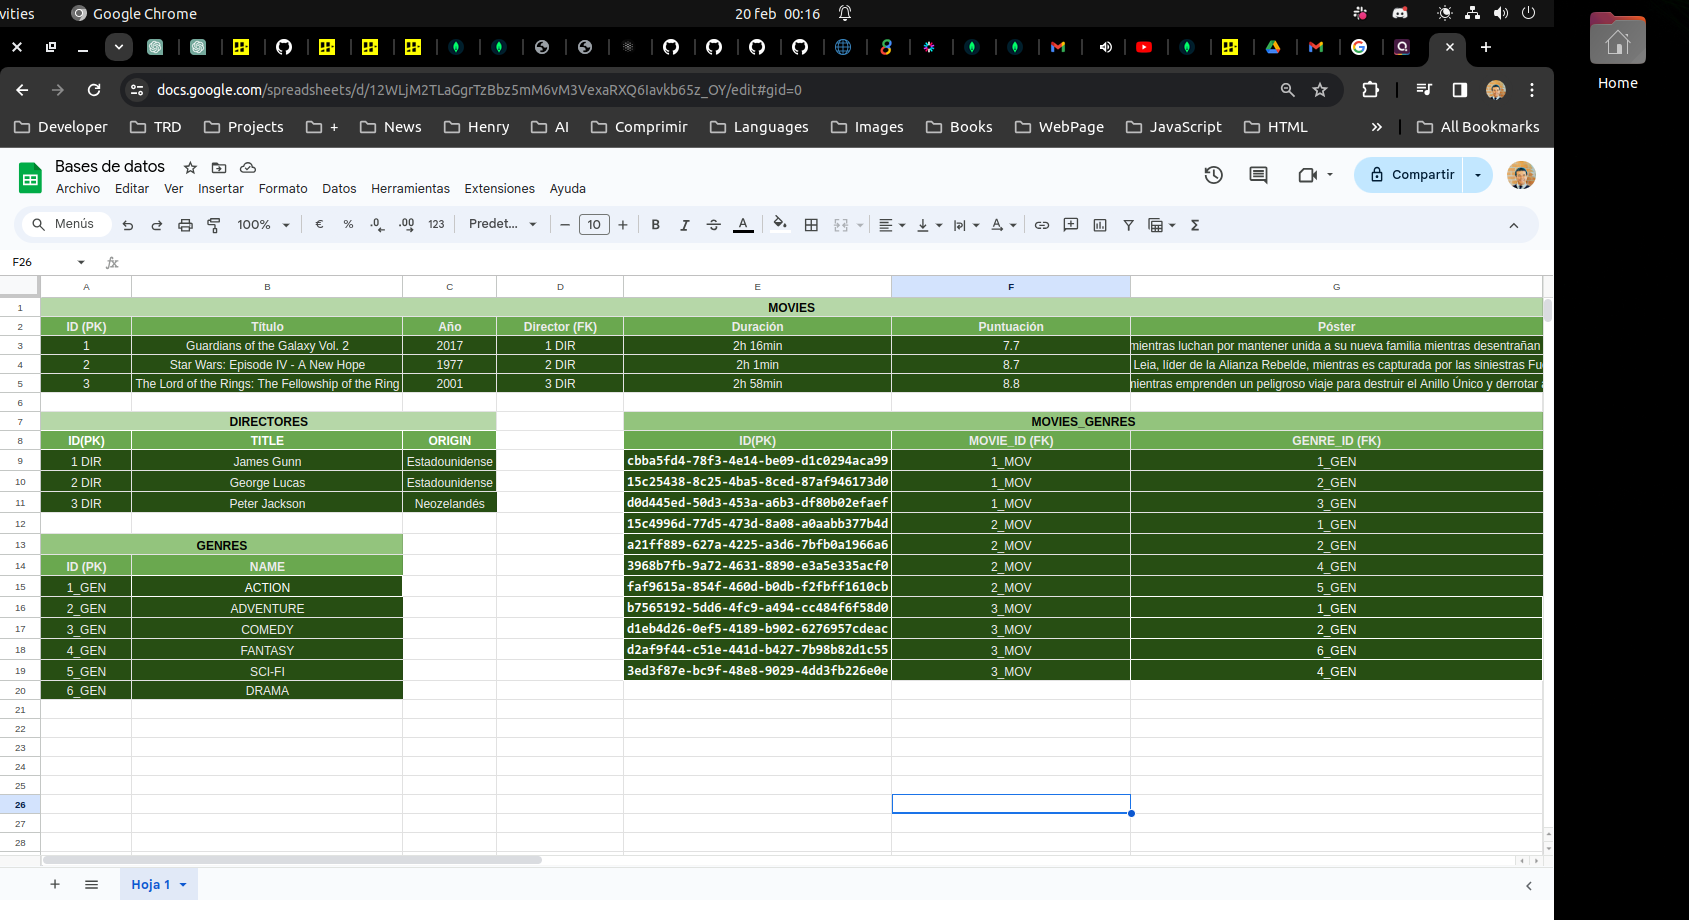 vities
Google Chrome
20 feb 00:16
Home
docs.google.com/spreadsheets/d/12WLjM2TLaGgrTzBbz5mM6vM3VexaRXQ6Iavkb65z_OY/edit#gid=0
Developer TRD Projects + News Henry AI Comprimir Languages Images Books WebPage JavaScript HTML » All Bookmarks
Bases de datos
Archivo Editar Ver Insertar Formato Datos Herramientas Extensiones Ayuda
Compartir
Menús 100% € % .0 .00 123 Predet... − 10 + B I S A Σ
F26 fx
A B C D E F G
1 MOVIES
2 ID (PK) Título Año Director (FK) Duración Puntuación Póster
3 1 Guardians of the Galaxy Vol. 2 2017 1 DIR 2h 16min 7.7 mientras luchan por mantener unida a su nueva familia mientras desentrañan
4 2 Star Wars: Episode IV - A New Hope 1977 2 DIR 2h 1min 8.7 Leia, líder de la Alianza Rebelde, mientras es capturada por las siniestras Fu
5 3 The Lord of the Rings: The Fellowship of the Ring 2001 3 DIR 2h 58min 8.8 mientras emprenden un peligroso viaje para destruir el Anillo Único y derrotar a
6
7 DIRECTORES MOVIES_GENRES
8 ID(PK) TITLE ORIGIN ID(PK) MOVIE_ID (FK) GENRE_ID (FK)
9 1 DIR James Gunn Estadounidense cbba5fd4-78f3-4e14-be09-d1c0294aca99 1_MOV 1_GEN
10 2 DIR George Lucas Estadounidense 15c25438-8c25-4ba5-8ced-87af946173d0 1_MOV 2_GEN
11 3 DIR Peter Jackson Neozelandés d0d445ed-50d3-453a-a6b3-df80b02efaef 1_MOV 3_GEN
12 15c4996d-77d5-473d-8a08-a0aabb377b4d 2_MOV 1_GEN
13 GENRES a21ff889-627a-4225-a3d6-7bfb0a1966a6 2_MOV 2_GEN
14 ID (PK) NAME 3968b7fb-9a72-4631-8890-e3a5e335acf0 2_MOV 4_GEN
15 1_GEN ACTION faf9615a-854f-460d-b0db-f2fbff1610cb 2_MOV 5_GEN
16 2_GEN ADVENTURE b7565192-5dd6-4fc9-a494-cc484f6f58d0 3_MOV 1_GEN
17 3_GEN COMEDY d1eb4d26-0ef5-4189-b902-6276957cdeac 3_MOV 2_GEN
18 4_GEN FANTASY d2af9f44-c51e-441d-b427-7b98b82d1c55 3_MOV 6_GEN
19 5_GEN SCI-FI 3ed3f87e-bc9f-48e8-9029-4dd3fb226e0e 3_MOV 4_GEN
20 6_GEN DRAMA
21
22
23
24
25
26
27
28
Hoja 1